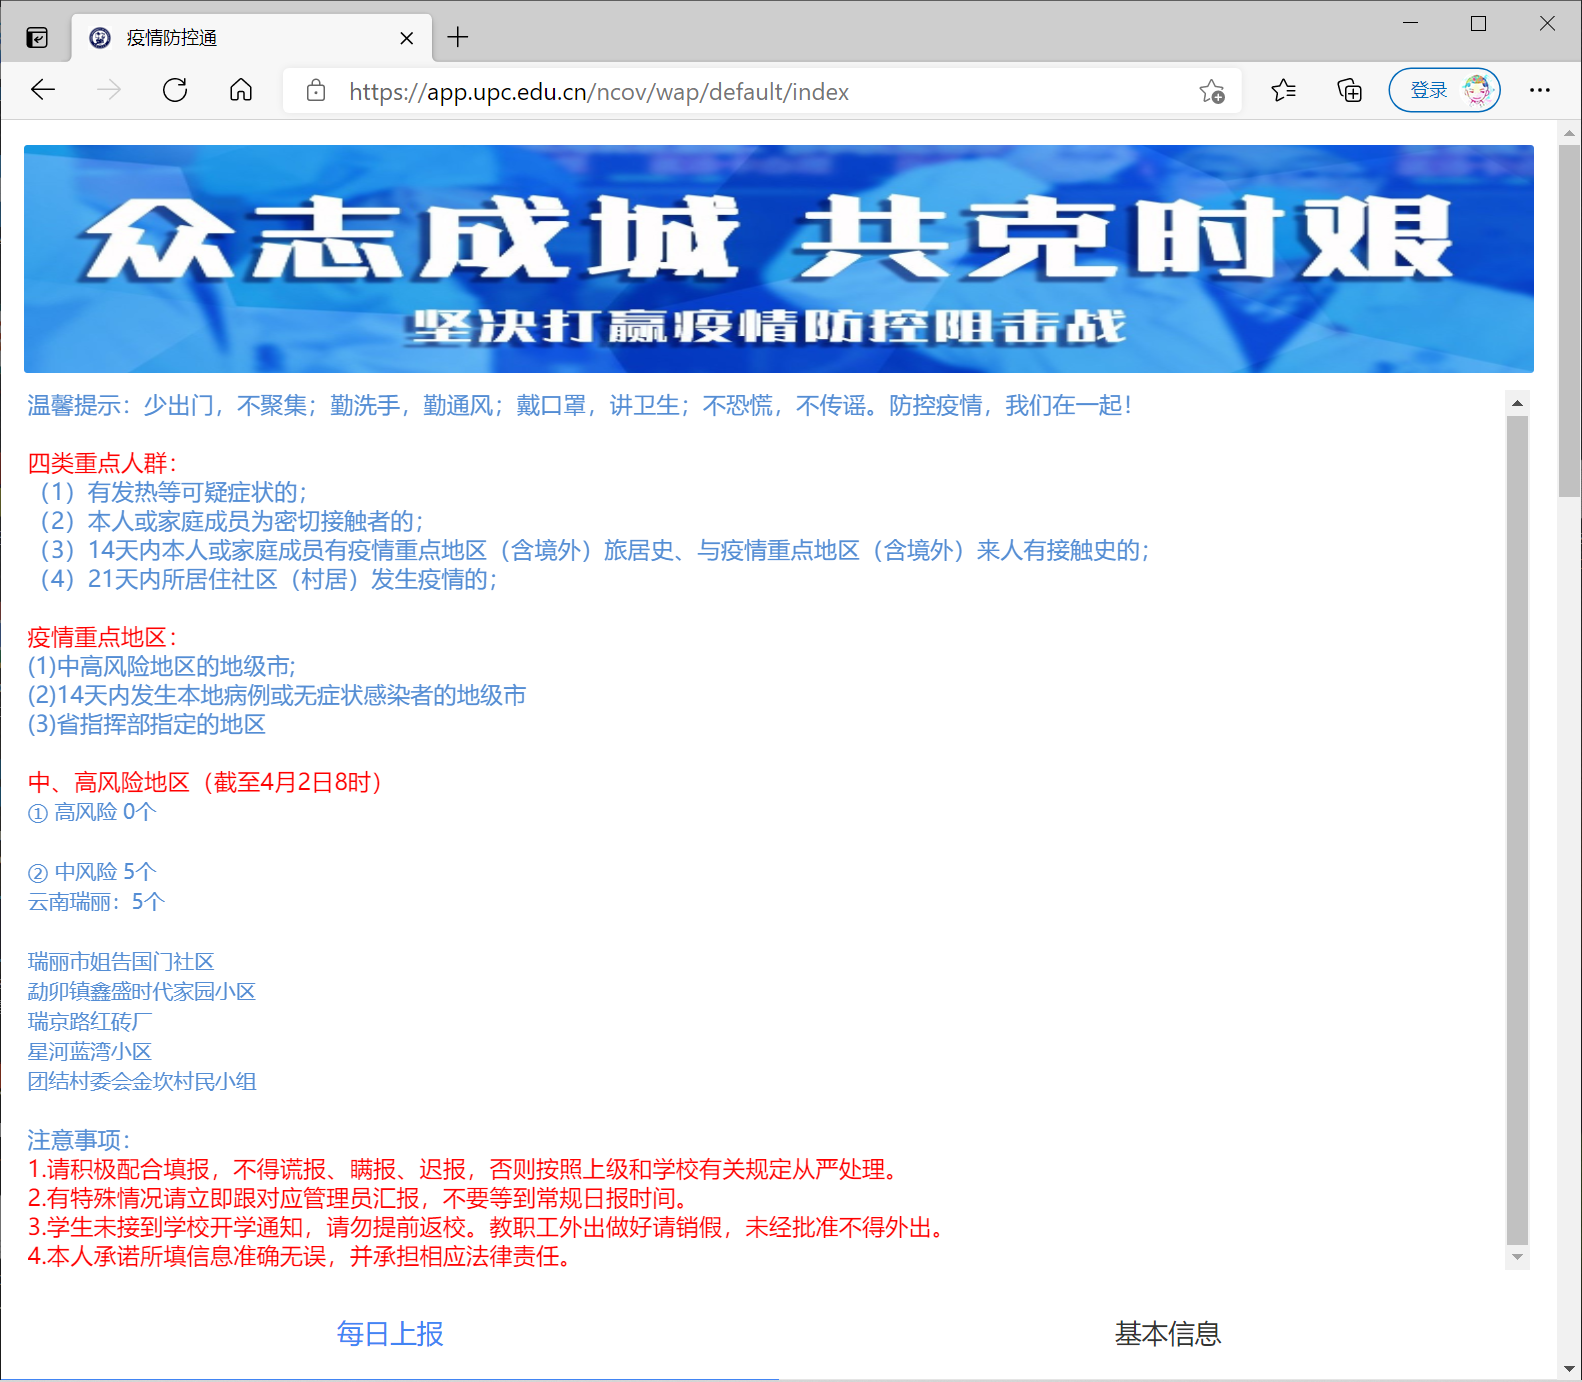 疫情防控通
https://app.upc.edu.cn/ncov/wap/default/index
登录
众志成城 共克时艰
坚决打赢疫情防控阻击战
温馨提示：少出门，不聚集；勤洗手，勤通风；戴口罩，讲卫生；不恐慌，不传谣。防控疫情，我们在一起！
四类重点人群：
（1）有发热等可疑症状的；
（2）本人或家庭成员为密切接触者的；
（3）14天内本人或家庭成员有疫情重点地区（含境外）旅居史、与疫情重点地区（含境外）来人有接触史的；
（4）21天内所居住社区（村居）发生疫情的；
疫情重点地区：
(1)中高风险地区的地级市;
(2)14天内发生本地病例或无症状感染者的地级市
(3)省指挥部指定的地区
中、高风险地区（截至4月2日8时）
① 高风险 0个
② 中风险 5个
云南瑞丽：5个
瑞丽市姐告国门社区
勐卯镇鑫盛时代家园小区
瑞京路红砖厂
星河蓝湾小区
团结村委会金坎村民小组
注意事项：
1.请积极配合填报，不得谎报、瞒报、迟报，否则按照上级和学校有关规定从严处理。
2.有特殊情况请立即跟对应管理员汇报，不要等到常规日报时间。
3.学生未接到学校开学通知，请勿提前返校。教职工外出做好请销假，未经批准不得外出。
4.本人承诺所填信息准确无误，并承担相应法律责任。
每日上报
基本信息